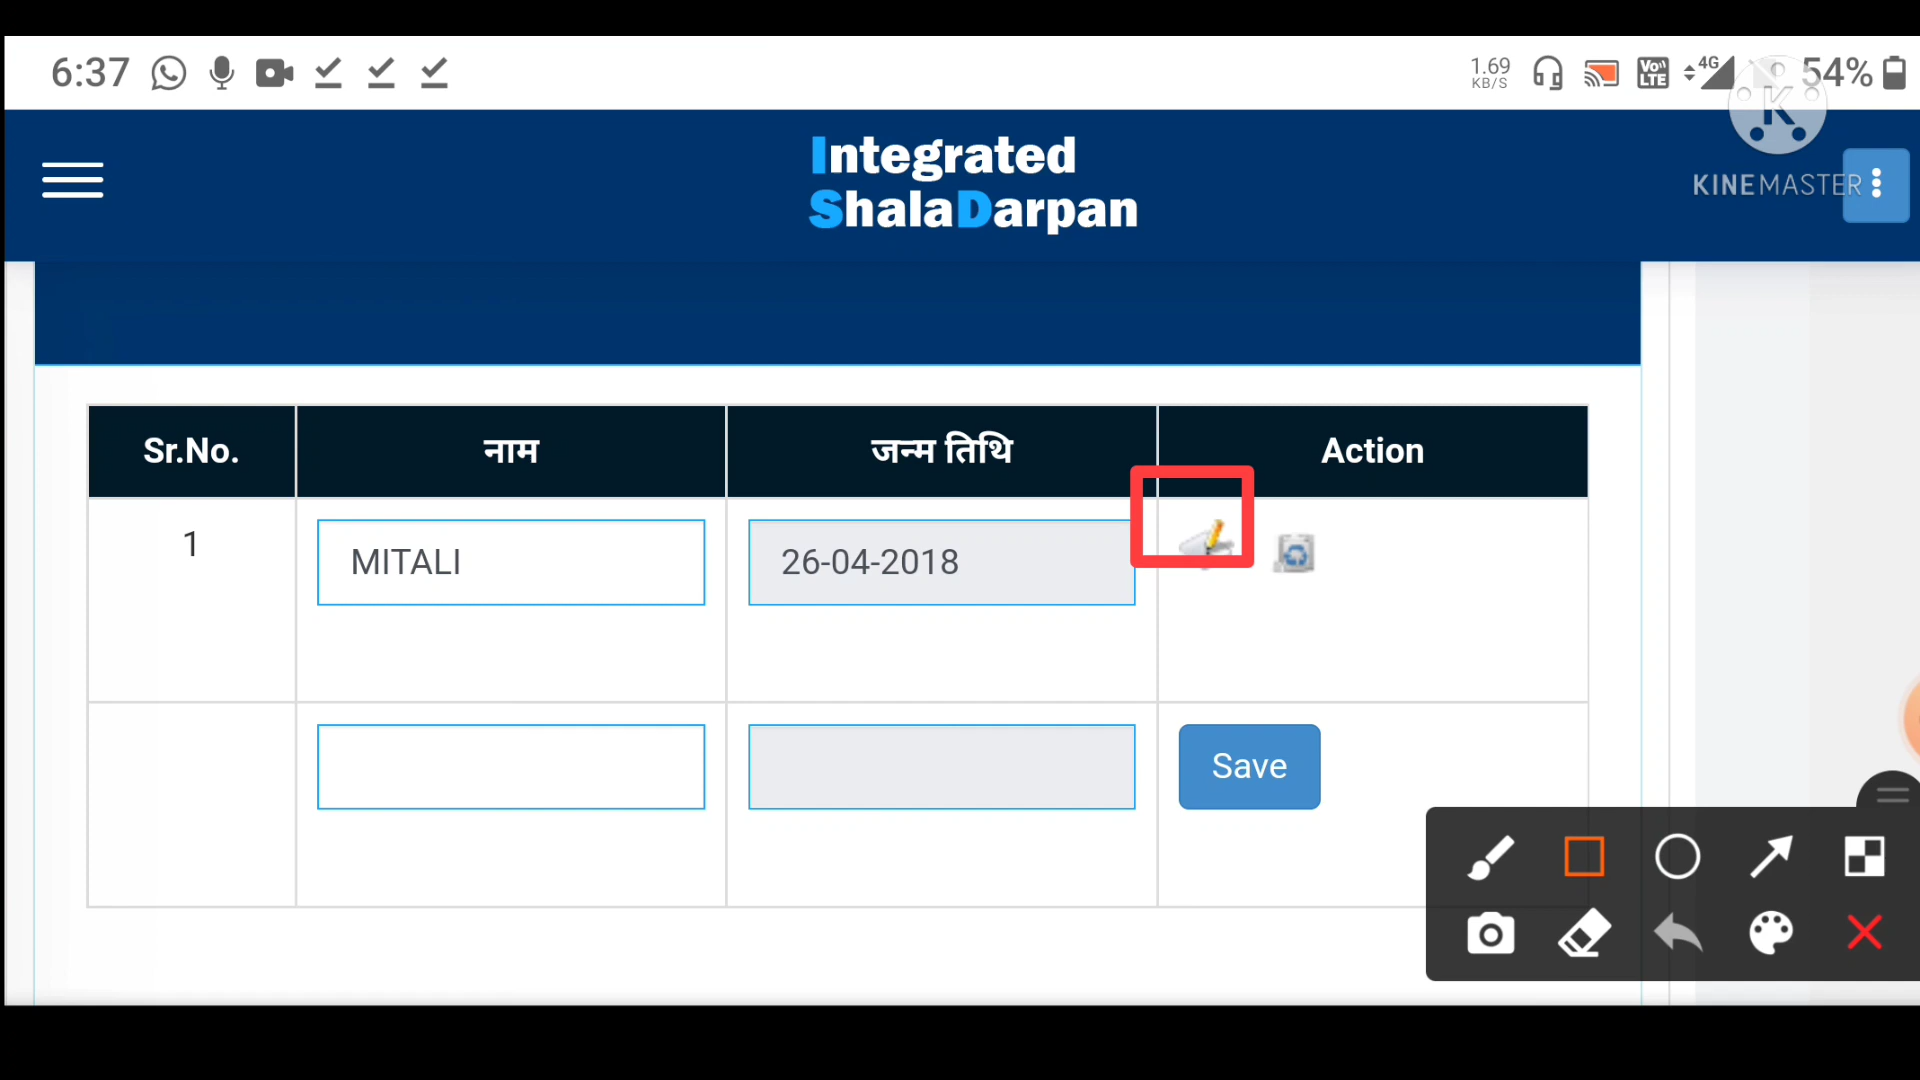 6:37 1.69 KB/S VoLTE 4G 54%
Integrated
ShalaDarpan
K
KINEMASTER
Sr.No. नाम जन्म तिथि Action
1 MITALI 26-04-2018
Save